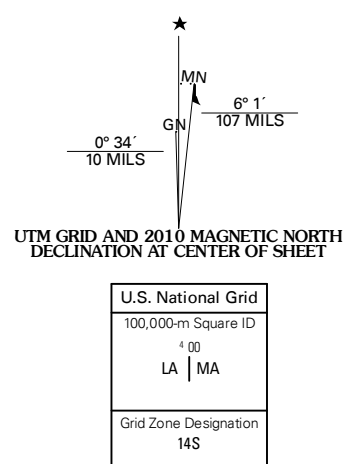 MN
GN
6° 1´
107 MILS
0° 34´
10 MILS
UTM GRID AND 2010 MAGNETIC NORTH
DECLINATION AT CENTER OF SHEET
U.S. National Grid
100,000-m Square ID
4 00
LA MA
Grid Zone Designation
14S